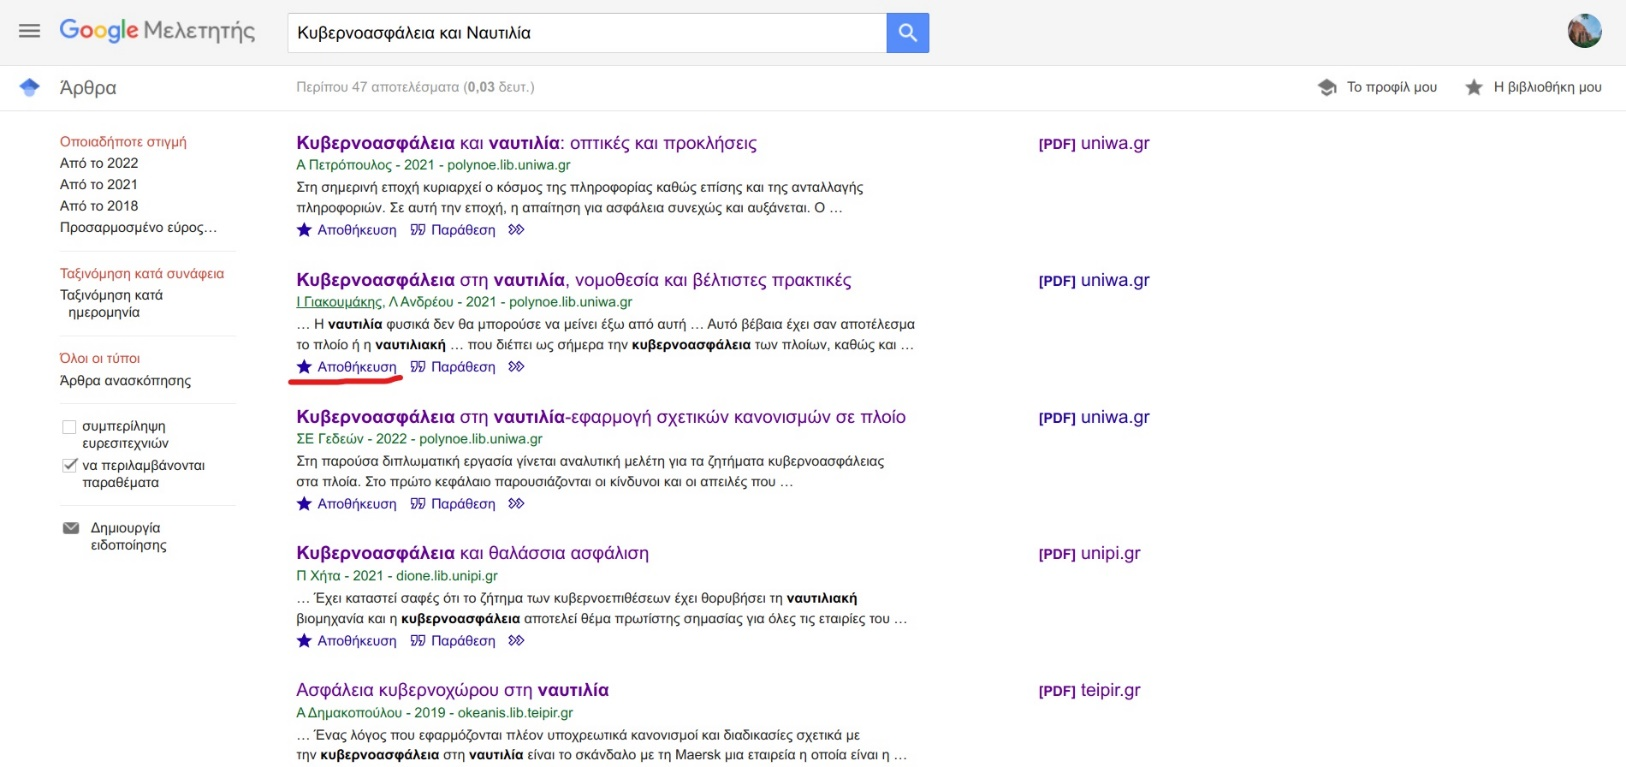 Google Μελετητής
Κυβερνοασφάλεια και Ναυτιλία
Άρθρα
Περίπου 47 αποτελέσματα (0,03 δευτ.)
Το προφίλ μου
Η βιβλιοθήκη μου
Οποιαδήποτε στιγμή
Από το 2022
Από το 2021
Από το 2018
Προσαρμοσμένο εύρος…
Ταξινόμηση κατά συνάφεια
Ταξινόμηση κατά
ημερομηνία
Όλοι οι τύποι
Άρθρα ανασκόπησης
συμπερίληψη
ευρεσιτεχνιών
να περιλαμβάνονται
παραθέματα
Δημιουργία
ειδοποίησης
Κυβερνοασφάλεια και ναυτιλία: οπτικές και προκλήσεις
[PDF] uniwa.gr
Α Πετρόπουλος - 2021 - polynoe.lib.uniwa.gr
Στη σημερινή εποχή κυριαρχεί ο κόσμος της πληροφορίας καθώς επίσης και της ανταλλαγής
πληροφοριών. Σε αυτή την εποχή, η απαίτηση για ασφάλεια συνεχώς και αυξάνεται. Ο …
Αποθήκευση Παράθεση
Κυβερνοασφάλεια στη ναυτιλία, νομοθεσία και βέλτιστες πρακτικές
[PDF] uniwa.gr
Ι Γιακουμάκης, Λ Ανδρέου - 2021 - polynoe.lib.uniwa.gr
… Η ναυτιλία φυσικά δεν θα μπορούσε να μείνει έξω από αυτή … Αυτό βέβαια έχει σαν αποτέλεσμα
το πλοίο ή η ναυτιλιακή … που διέπει ως σήμερα την κυβερνοασφάλεια των πλοίων, καθώς και …
Αποθήκευση Παράθεση
Κυβερνοασφάλεια στη ναυτιλία-εφαρμογή σχετικών κανονισμών σε πλοίο
[PDF] uniwa.gr
ΣΕ Γεδεών - 2022 - polynoe.lib.uniwa.gr
Στη παρούσα διπλωματική εργασία γίνεται αναλυτική μελέτη για τα ζητήματα κυβερνοασφάλειας
στα πλοία. Στο πρώτο κεφάλαιο παρουσιάζονται οι κίνδυνοι και οι απειλές που …
Αποθήκευση Παράθεση
Κυβερνοασφάλεια και θαλάσσια ασφάλιση
[PDF] unipi.gr
Π Χήτα - 2021 - dione.lib.unipi.gr
… Έχει καταστεί σαφές ότι το ζήτημα των κυβερνοεπιθέσεων έχει θορυβήσει τη ναυτιλιακή
βιομηχανία και η κυβερνοασφάλεια αποτελεί θέμα πρωτίστης σημασίας για όλες τις εταιρίες του …
Αποθήκευση Παράθεση
Ασφάλεια κυβερνοχώρου στη ναυτιλία
[PDF] teipir.gr
Α Δημακοπούλου - 2019 - okeanis.lib.teipir.gr
… Ένας λόγος που εφαρμόζονται πλέον υποχρεωτικά κανονισμοί και διαδικασίες σχετικά με
την κυβερνοασφάλεια στη ναυτιλία είναι το σκάνδαλο με τη Maersk μια εταιρεία η οποία είναι η …